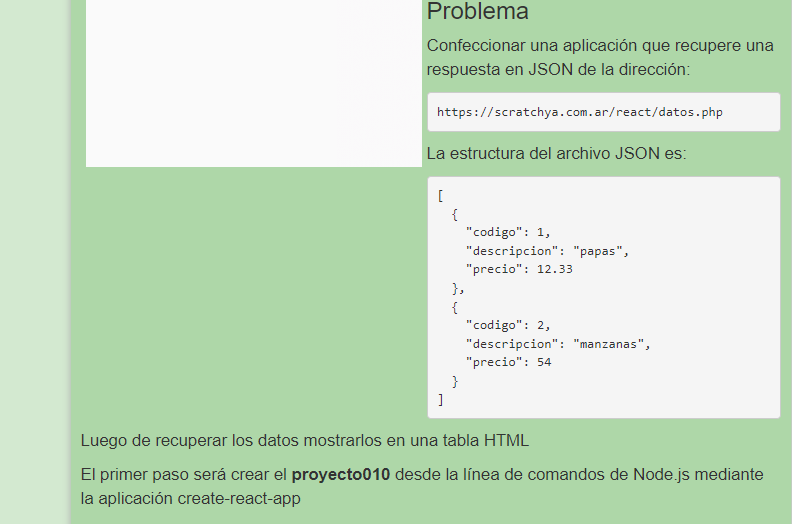 Problema
Confeccionar una aplicación que recupere una
respuesta en JSON de la dirección:
https://scratchya.com.ar/react/datos.php
La estructura del archivo JSON es:
[
  {
    "codigo": 1,
    "descripcion": "papas",
    "precio": 12.33
  },
  {
    "codigo": 2,
    "descripcion": "manzanas",
    "precio": 54
  }
]
Luego de recuperar los datos mostrarlos en una tabla HTML
El primer paso será crear el proyecto010 desde la línea de comandos de Node.js mediante
la aplicación create-react-app